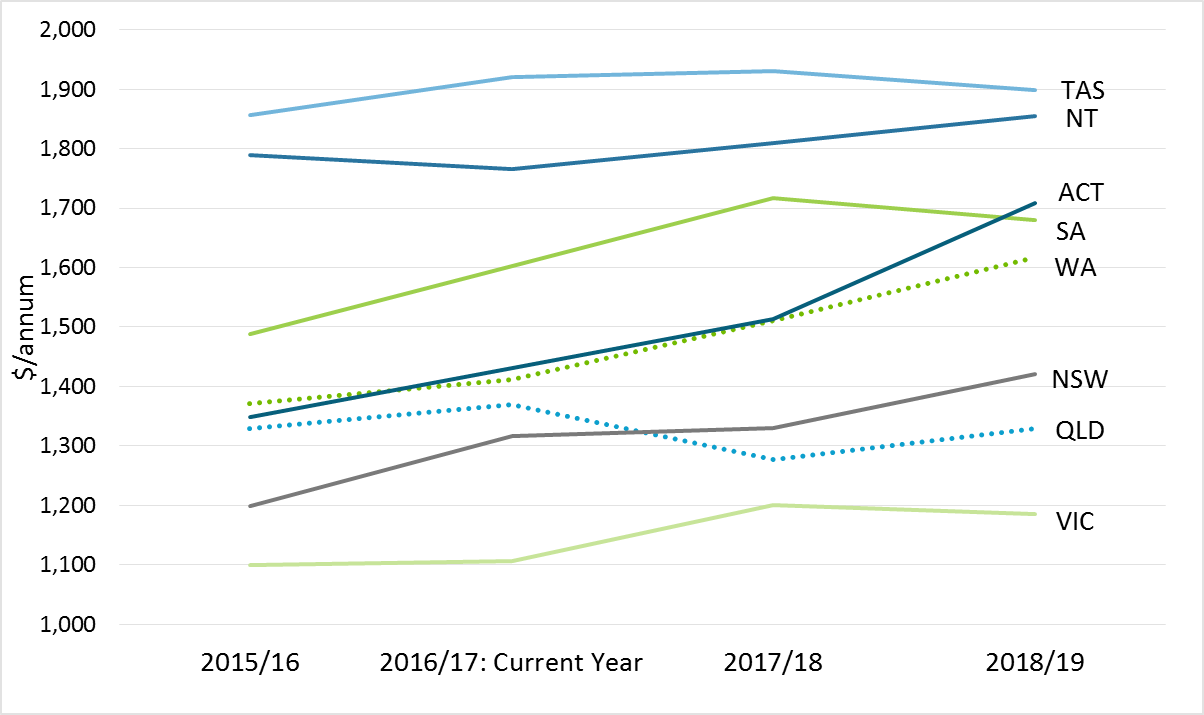 2,000
1,900
1,800
1,700
1,600
1,500
1,400
1,300
1,200
1,100
1,000
$/annum
TAS
NT
ACT
SA
WA
NSW
QLD
VIC
2015/16
2016/17: Current Year
2017/18
2018/19